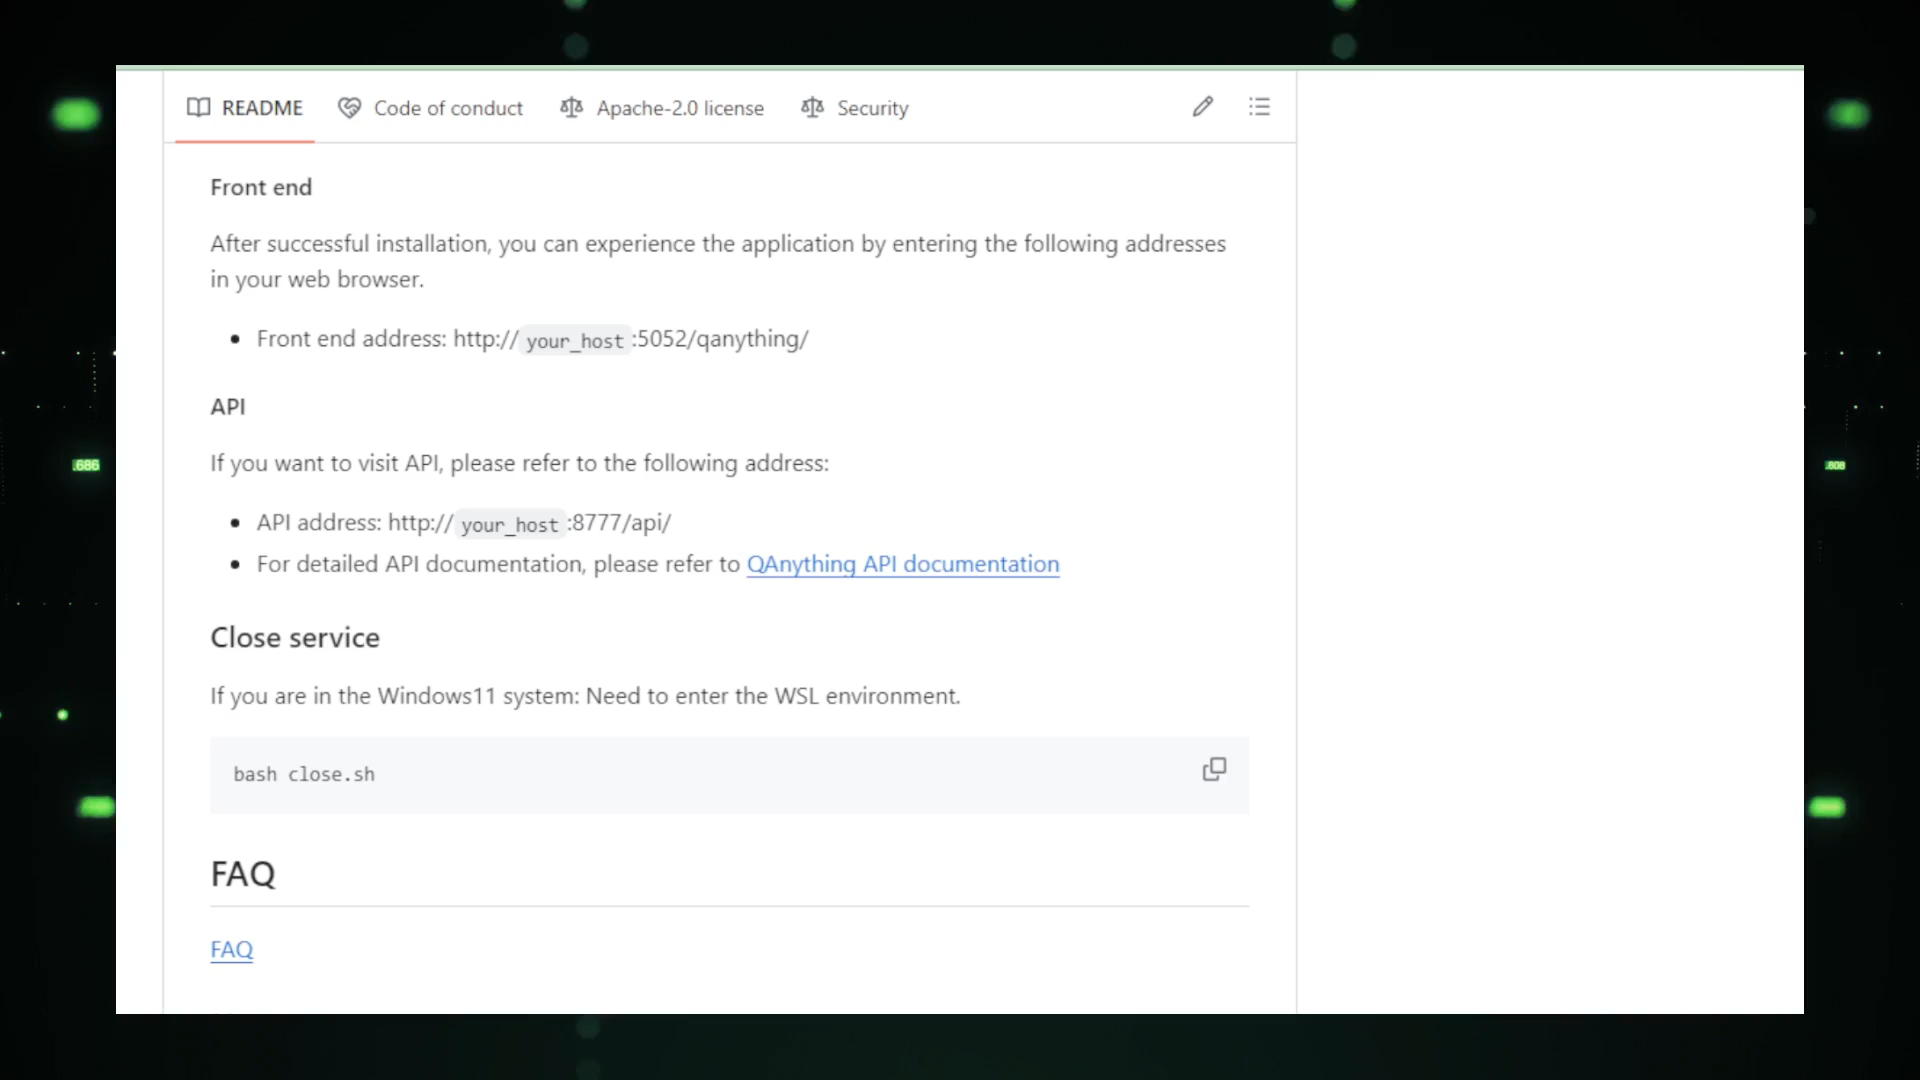 README Code of conduct Apache-2.0 license Security
Front end
After successful installation, you can experience the application by entering the following addresses
in your web browser.
• Front end address: http:// your_host :5052/qanything/
API
.686
.808
If you want to visit API, please refer to the following address:
• API address: http:// your_host :8777/api/
• For detailed API documentation, please refer to QAnything API documentation
Close service
If you are in the Windows11 system: Need to enter the WSL environment.
bash close.sh
FAQ
FAQ